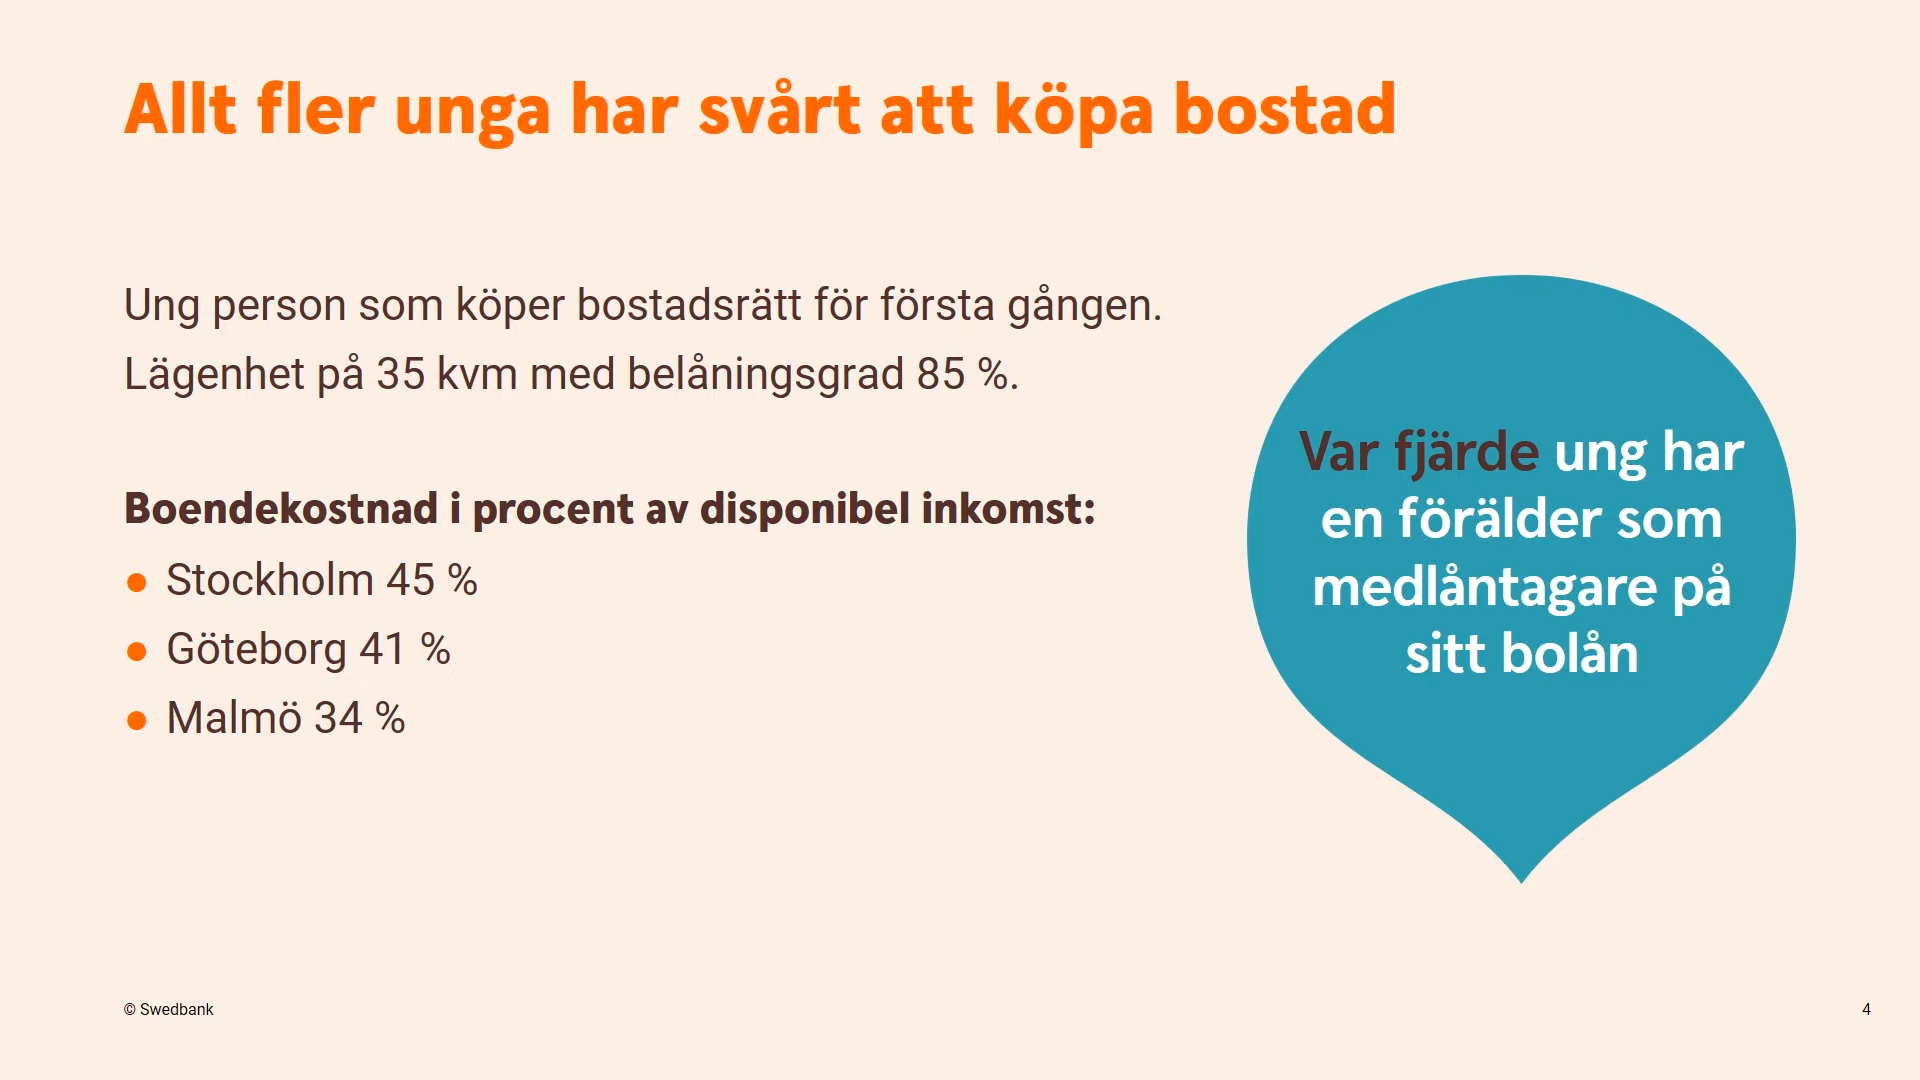 Allt fler unga har svårt att köpa bostad
Ung person som köper bostadsrätt för första gången.
Lägenhet på 35 kvm med belåningsgrad 85 %.
Boendekostnad i procent av disponibel inkomst:
● Stockholm 45 %
● Göteborg 41 %
● Malmö 34 %
Var fjärde ung har
en förälder som
medlåntagare på
sitt bolån
© Swedbank
4